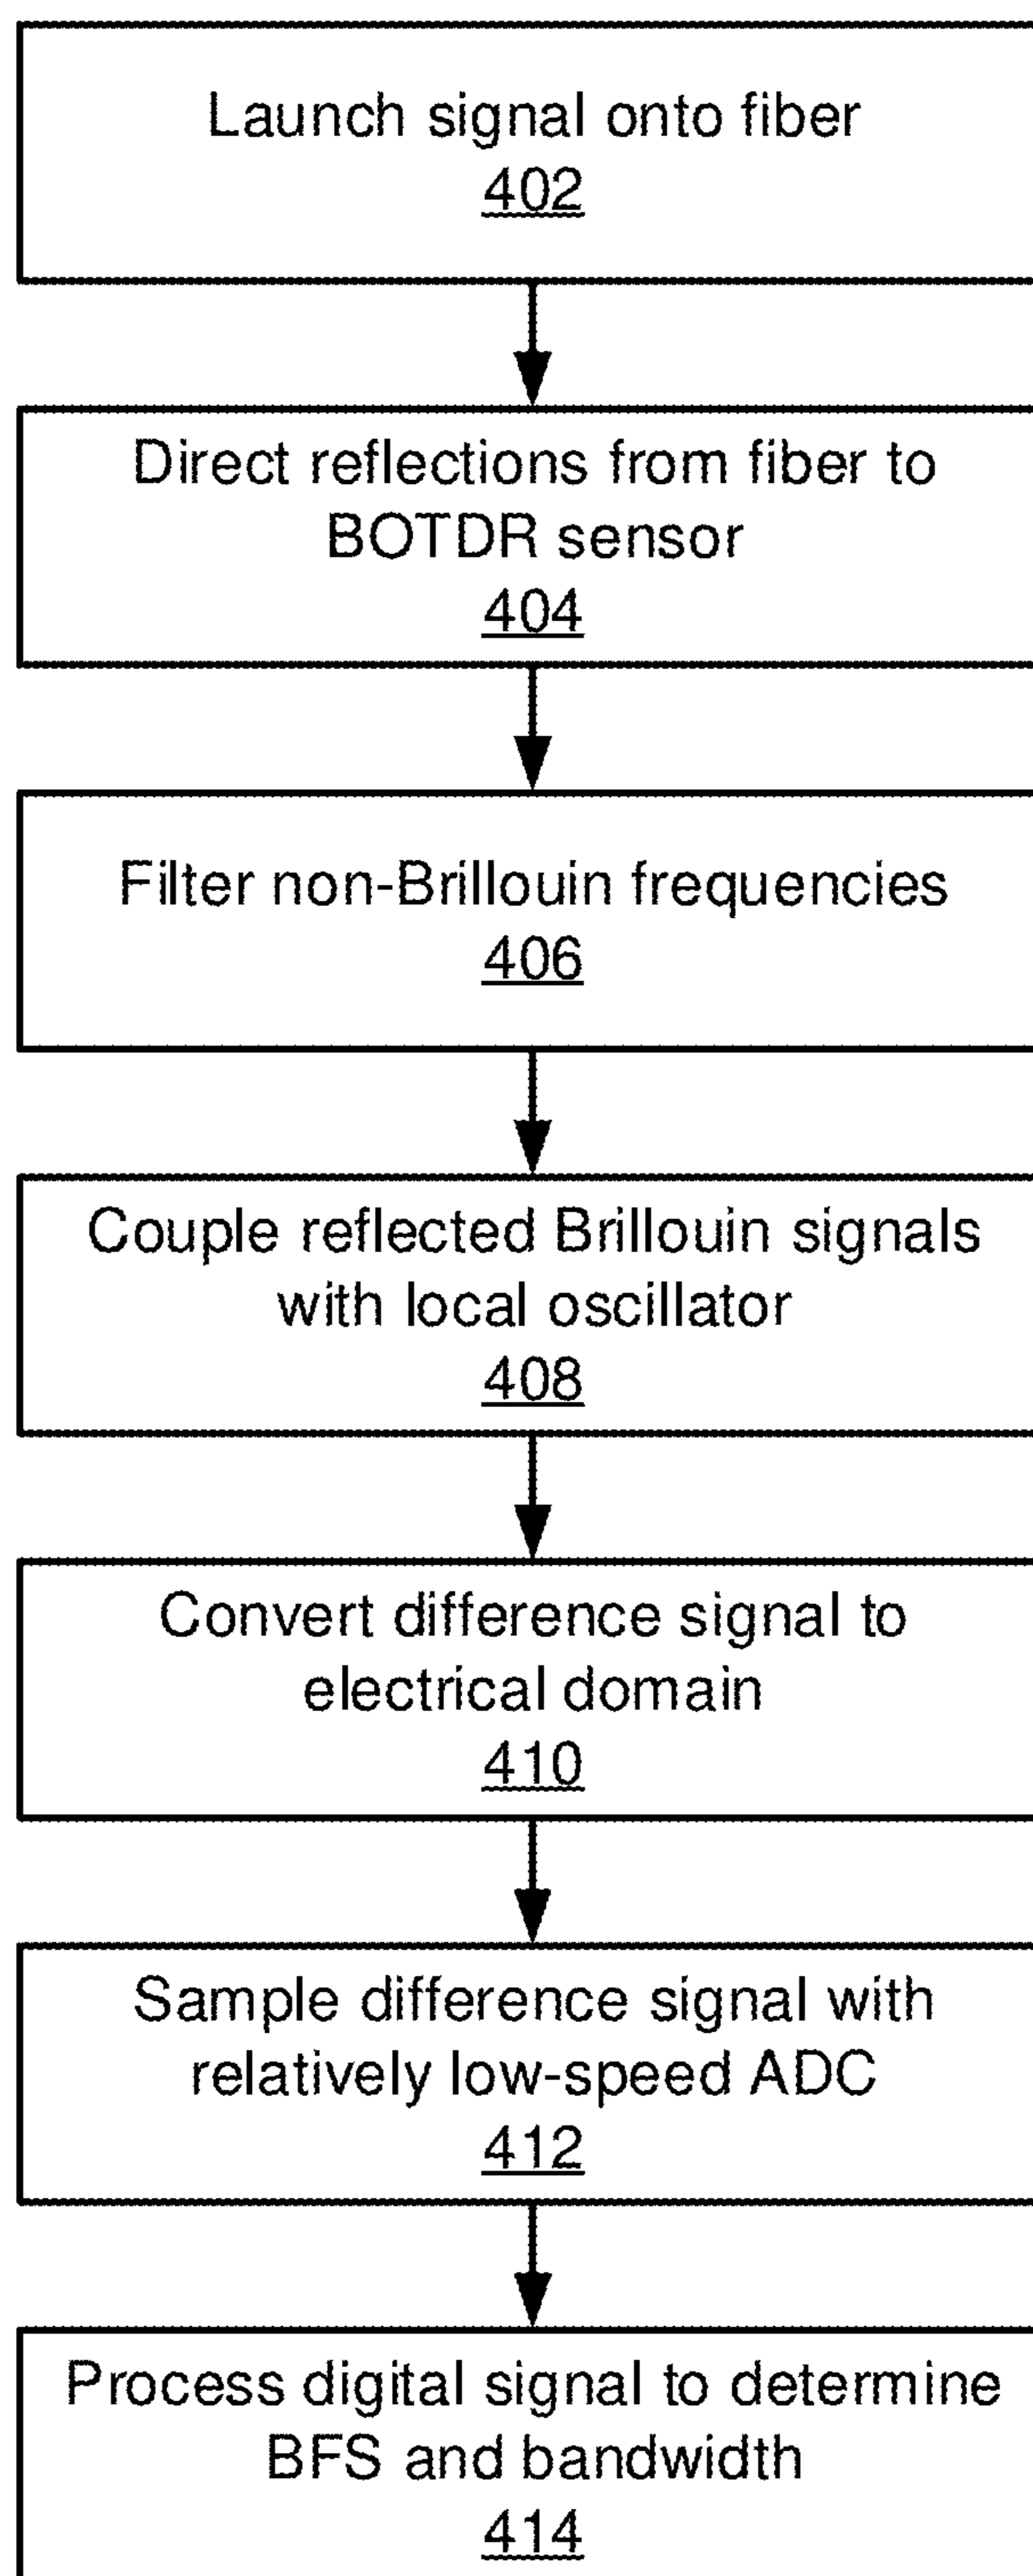 Launch signal onto fiber
402
Direct reflections from fiber to
BOTDR sensor
404
Filter non-Brillouin frequencies
406
Couple reflected Brillouin signals
with local oscillator
408
Convert difference signal to
electrical domain
410
Sample difference signal with
relatively low-speed ADC
412
Process digital signal to determine
BFS and bandwidth
414